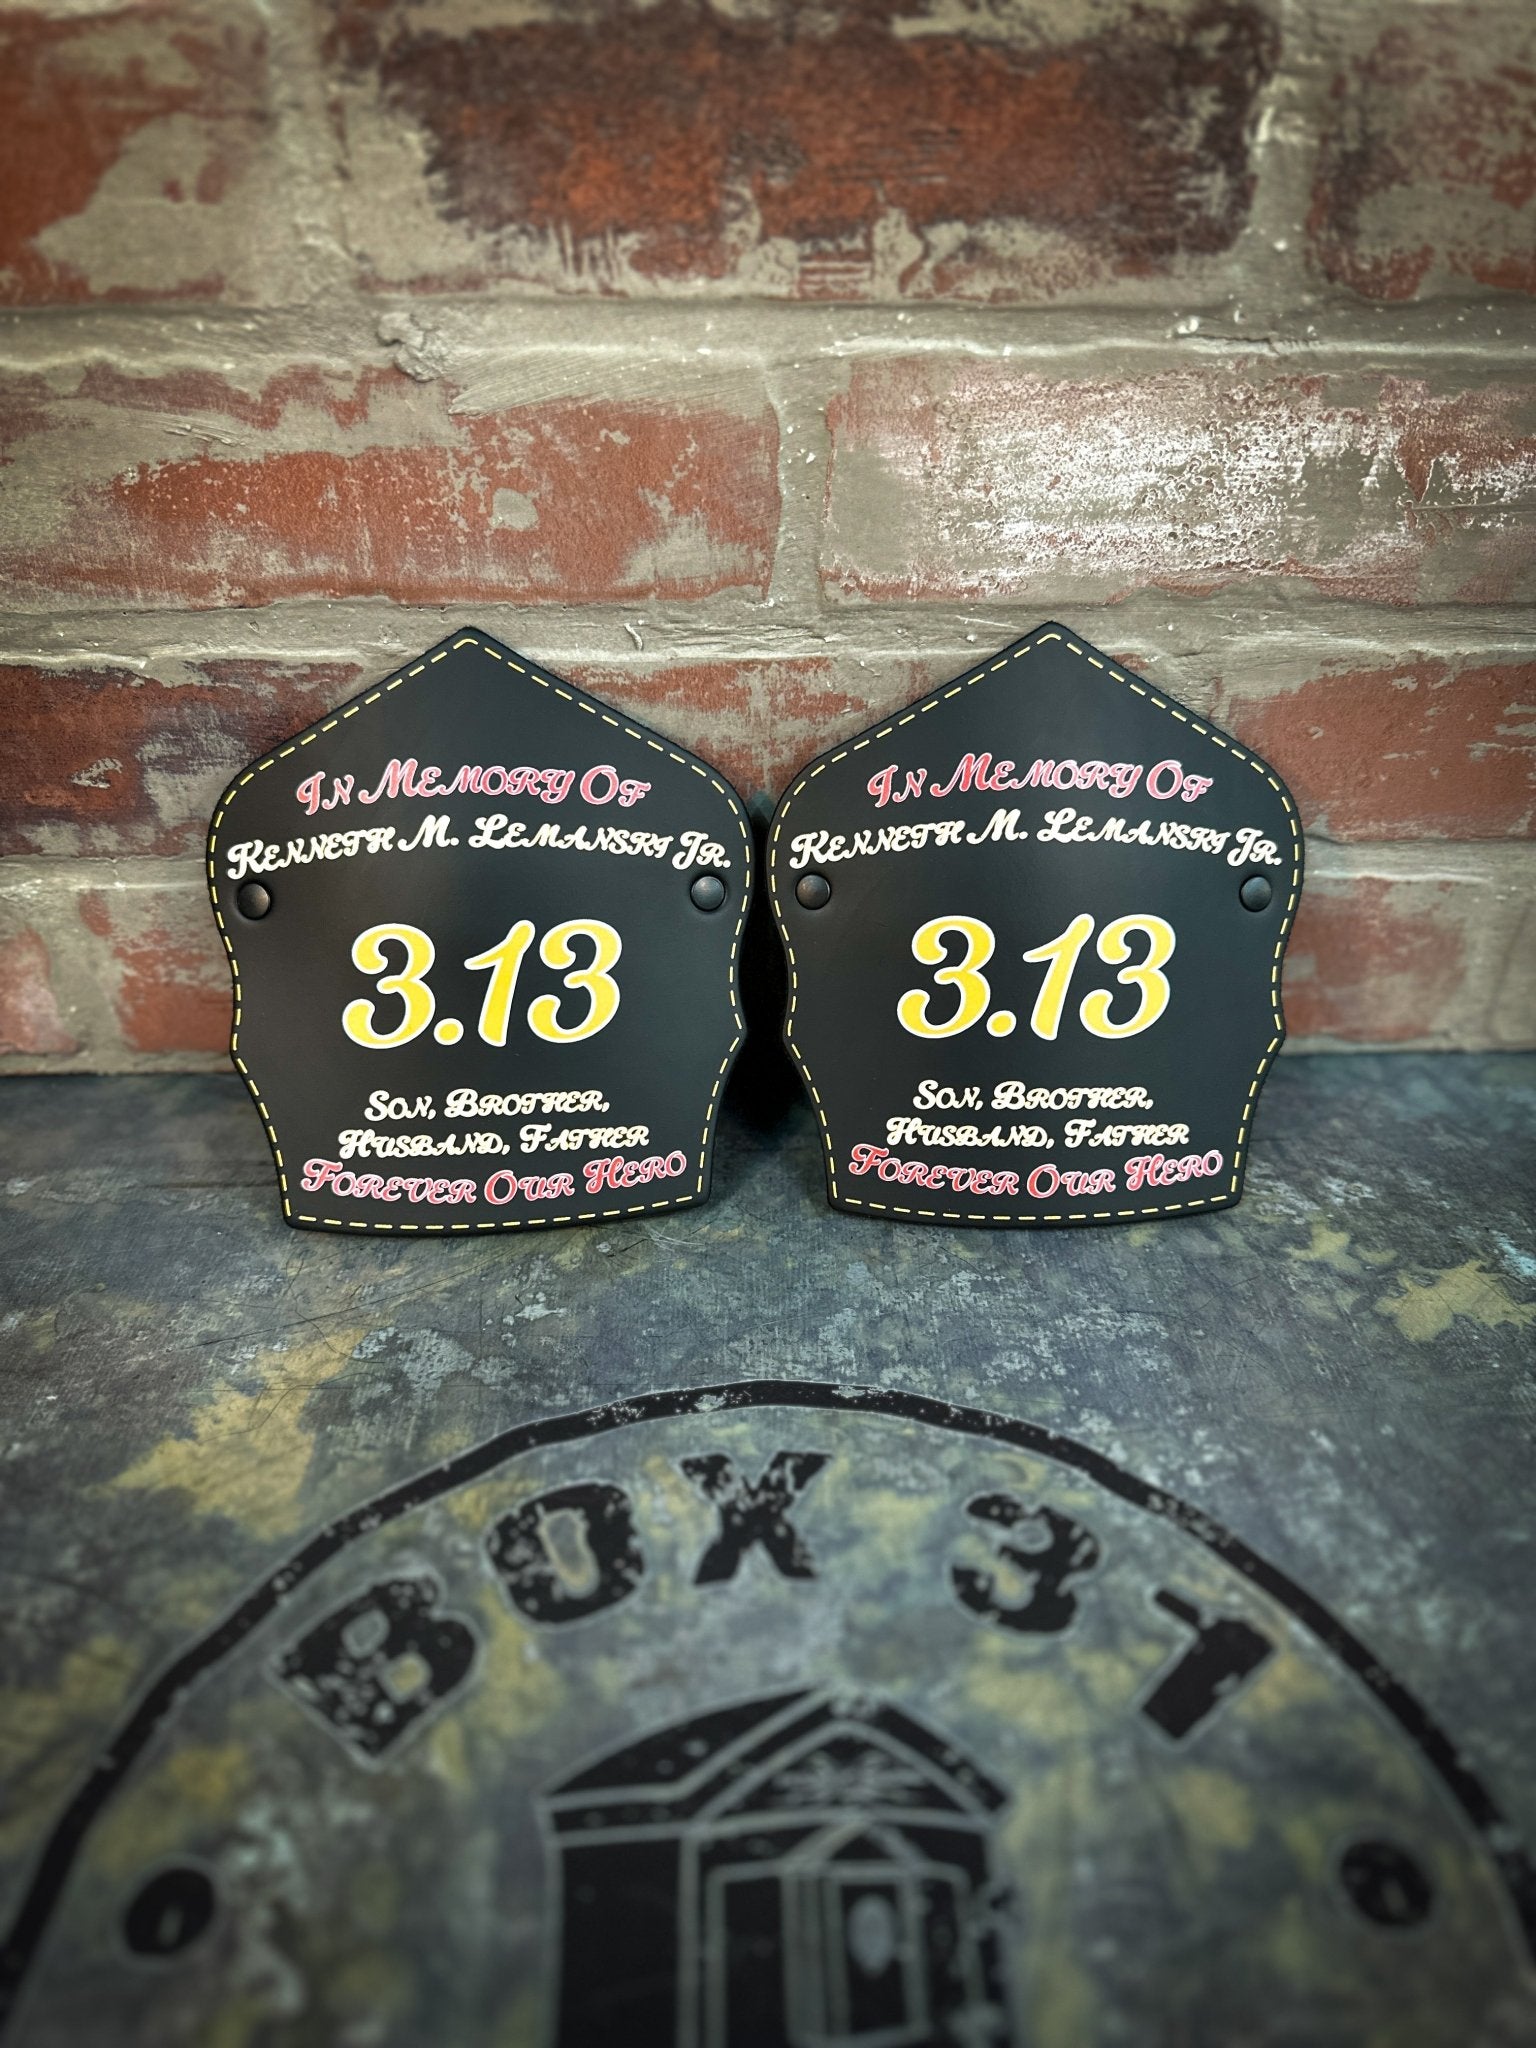 In Memory Of
Kenneth M. Lemanski Jr.
3.13
Son, Brother,
Husband, Father
Forever Our Hero
In Memory Of
Kenneth M. Lemanski Jr.
3.13
Son, Brother,
Husband, Father
Forever Our Hero
BOX 31